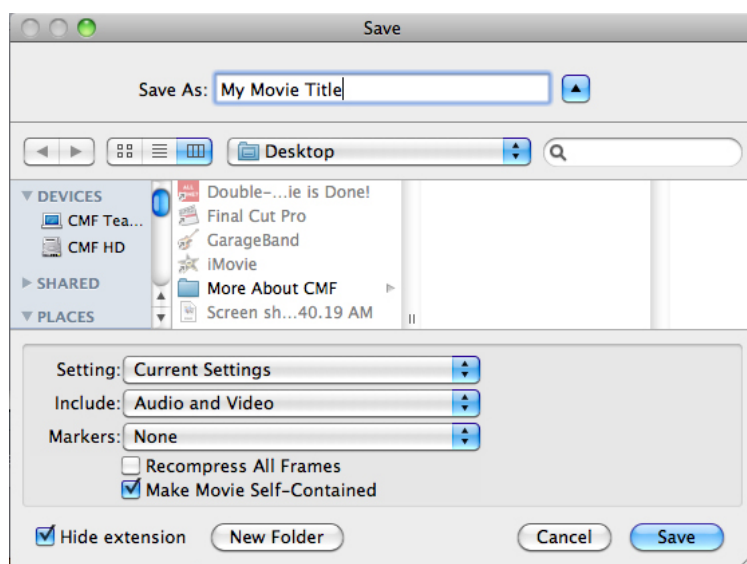 Save
Save As: My Movie Title
Desktop
DEVICES
CMF Tea...
CMF HD
SHARED
PLACES
Double-...ie is Done!
Final Cut Pro
GarageBand
iMovie
More About CMF
Screen sh...40.19 AM
Setting: Current Settings
Include: Audio and Video
Markers: None
Recompress All Frames
Make Movie Self-Contained
Hide extension New Folder Cancel Save